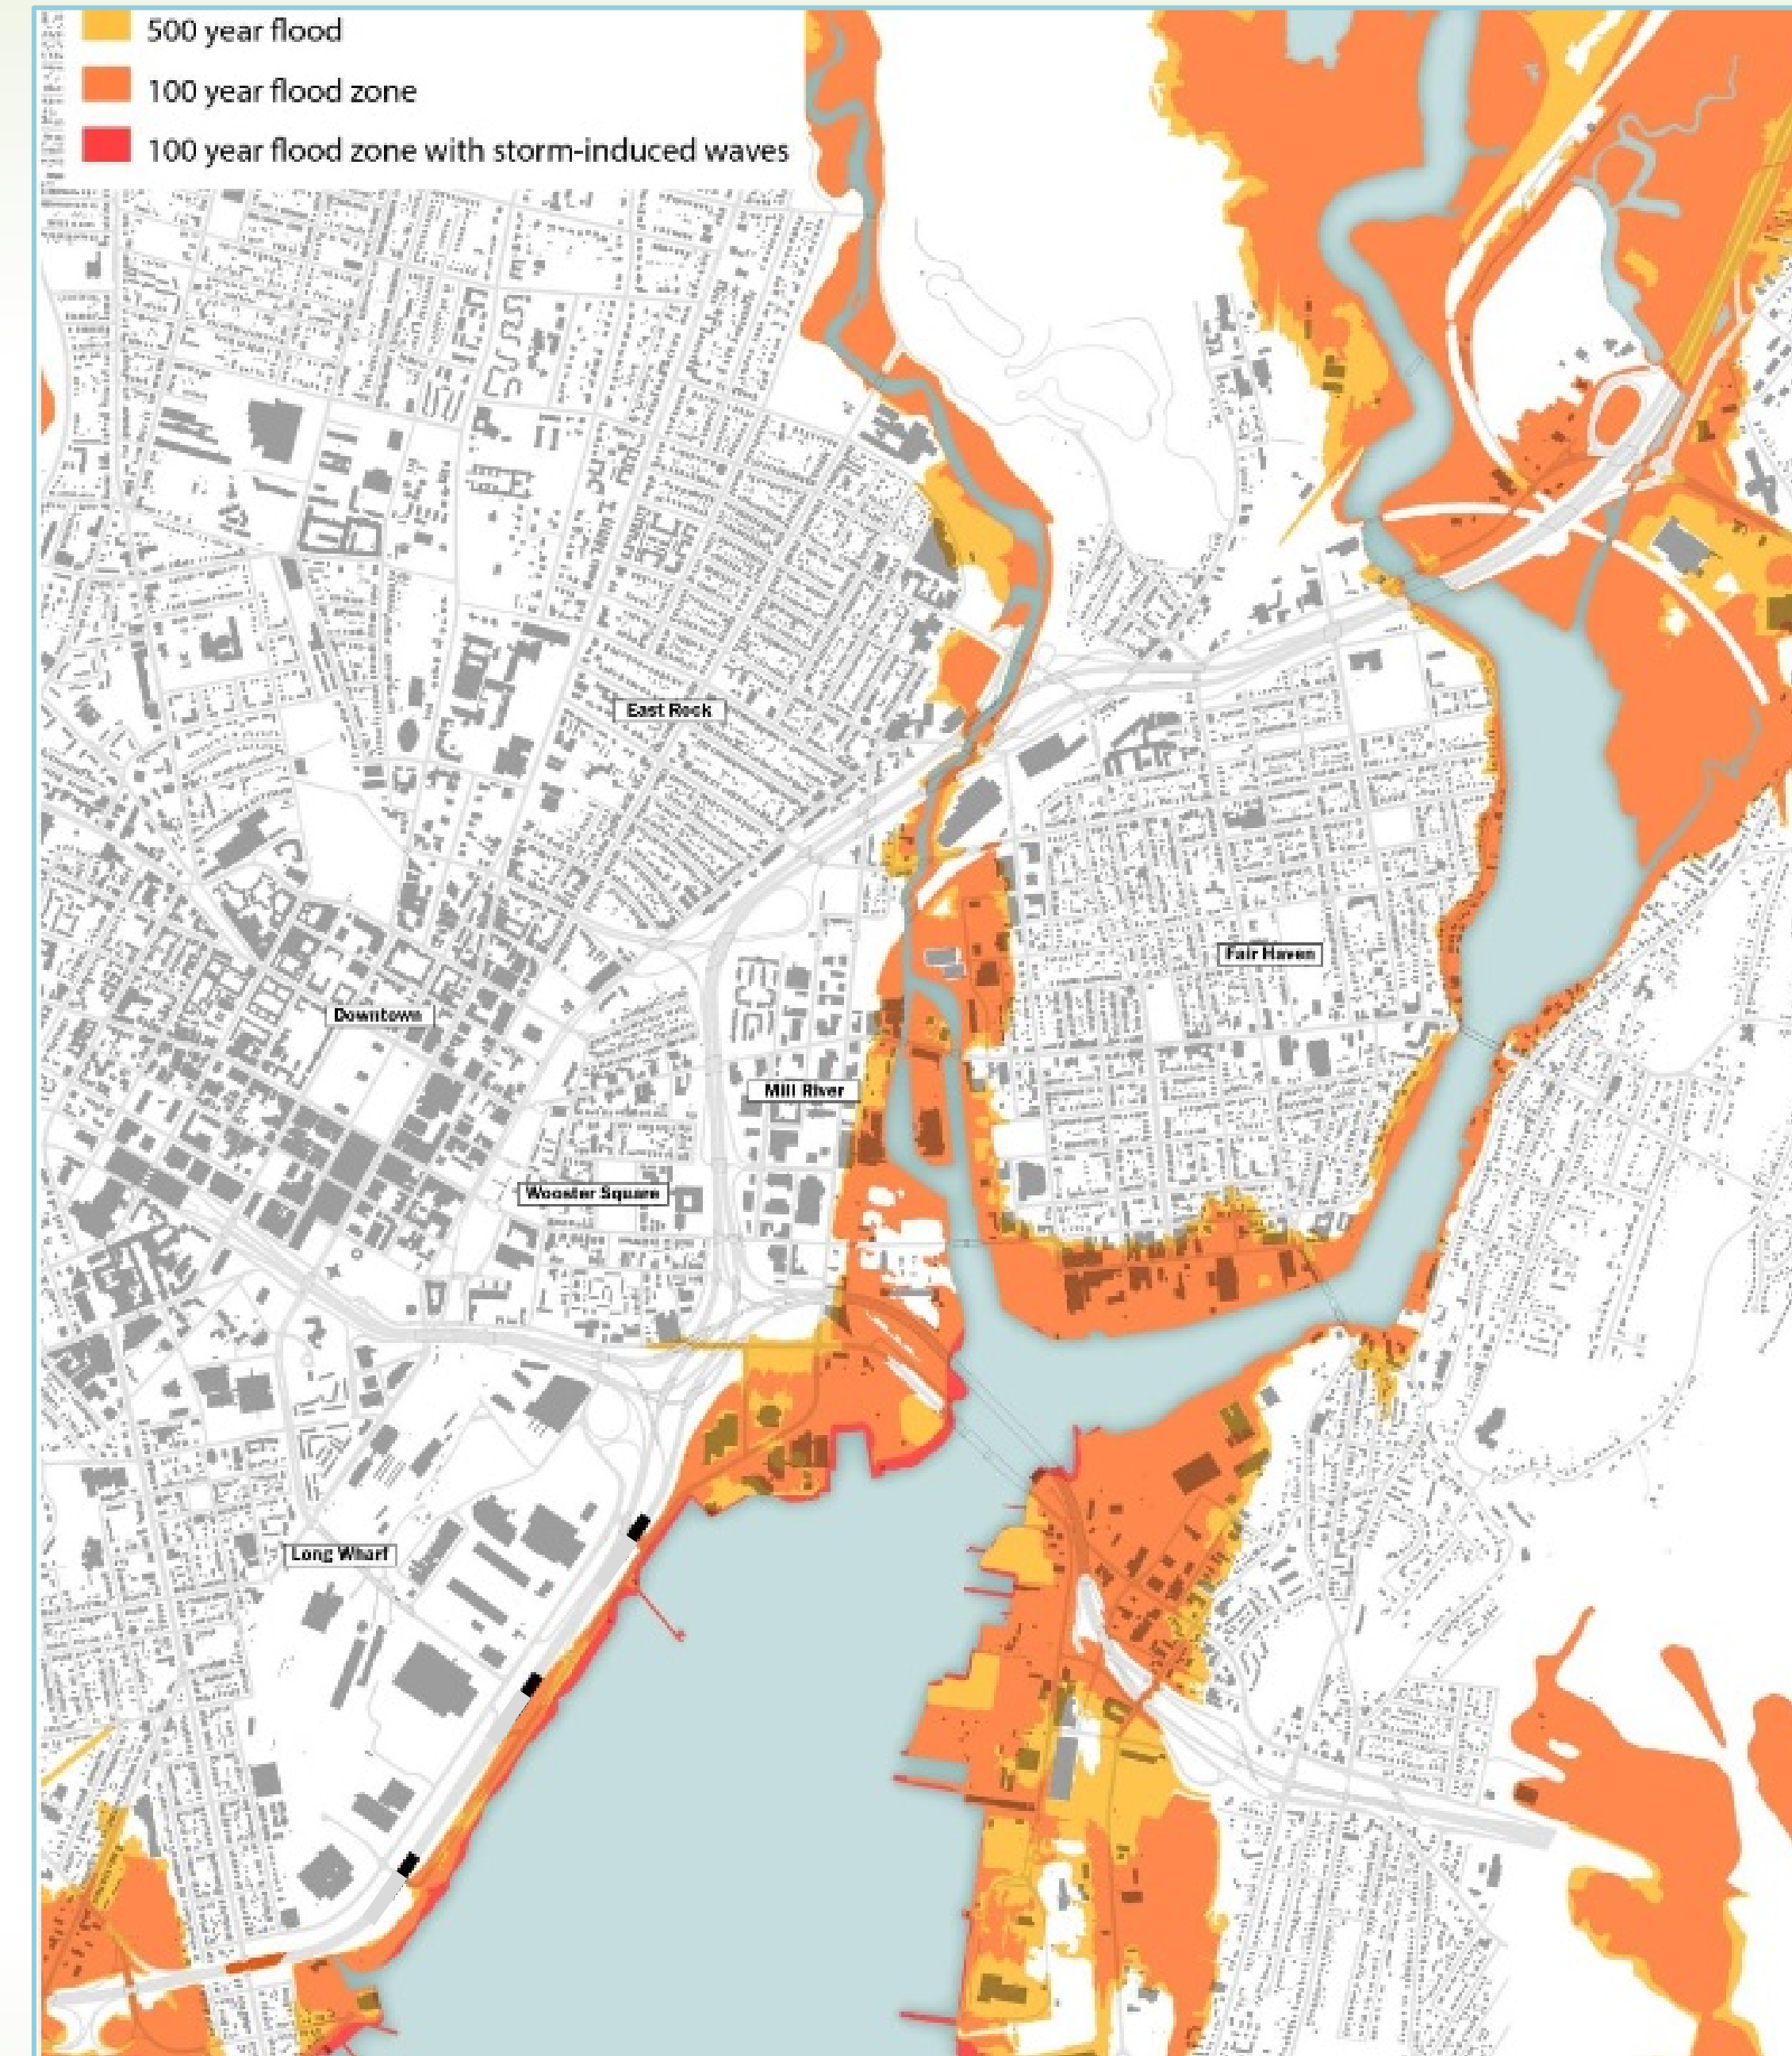 500 year flood
100 year flood zone
100 year flood zone with storm-induced waves
East Rock
Fair Haven
Downtown
Mill River
Wooster Square
Long Wharf